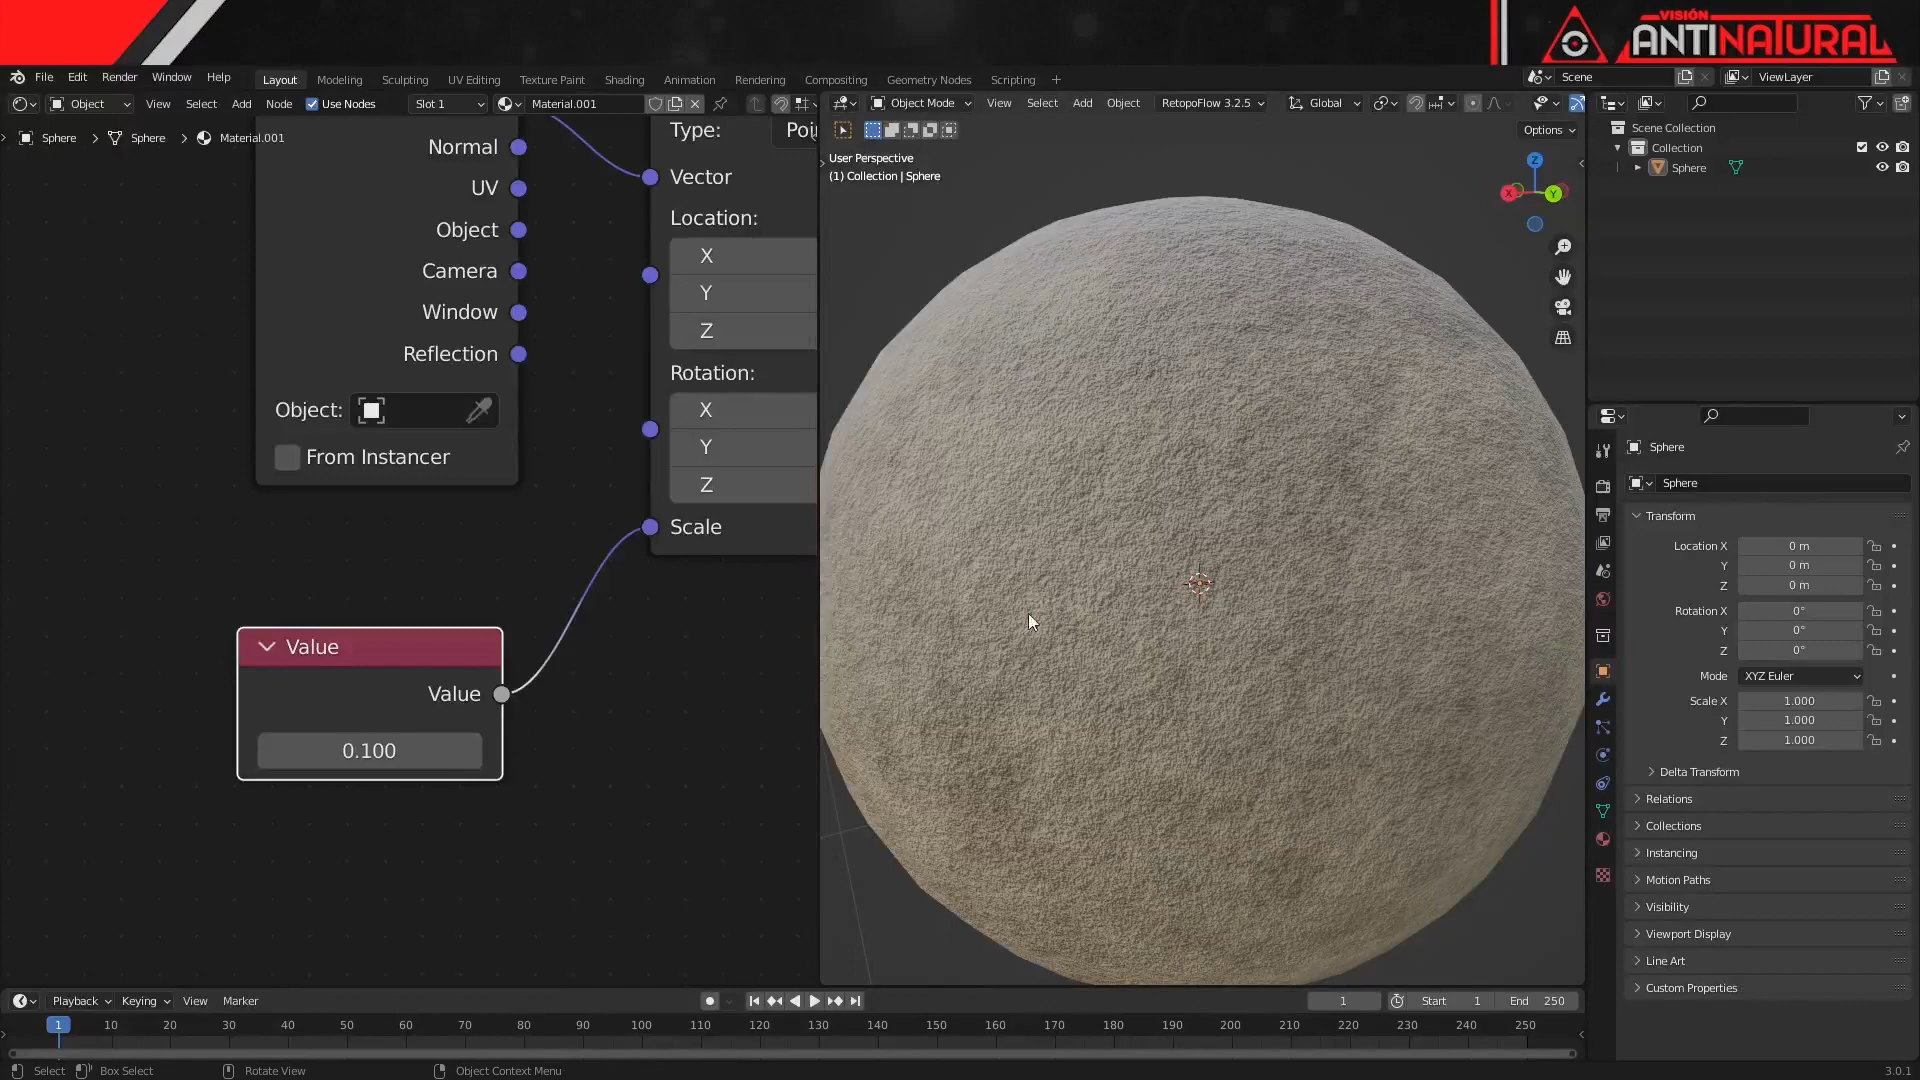 VISIÓN
ANTINATURAL
File Edit Render Window Help
Layout Modeling Sculpting UV Editing Texture Paint Shading Animation Rendering Compositing Geometry Nodes Scripting +
Scene ViewLayer
Object View Select Add Node Use Nodes Slot 1 Material.001
Object Mode View Select Add Object RetopoFlow 3.2.5 Global
Sphere > Sphere > Material.001
Options
User Perspective
(1) Collection | Sphere
Z
X
Y
Normal
UV
Object
Camera
Window
Reflection
Object:
From Instancer
Type: Poi
Vector
Location:
X
Y
Z
Rotation:
X
Y
Z
Scale
Value
Value
0.100
Scene Collection
Collection
Sphere
Sphere
Sphere
Transform
Location X 0 m
Y 0 m
Z 0 m
Rotation X 0°
Y 0°
Z 0°
Mode XYZ Euler
Scale X 1.000
Y 1.000
Z 1.000
Delta Transform
Relations
Collections
Instancing
Motion Paths
Visibility
Viewport Display
Line Art
Custom Properties
Playback Keying View Marker
1 Start 1 End 250
1 10 20 30 40 50 60 70 80 90 100 110 120 130 140 150 160 170 180 190 200 210 220 230 240 250
Select Box Select Rotate View Object Context Menu 3.0.1